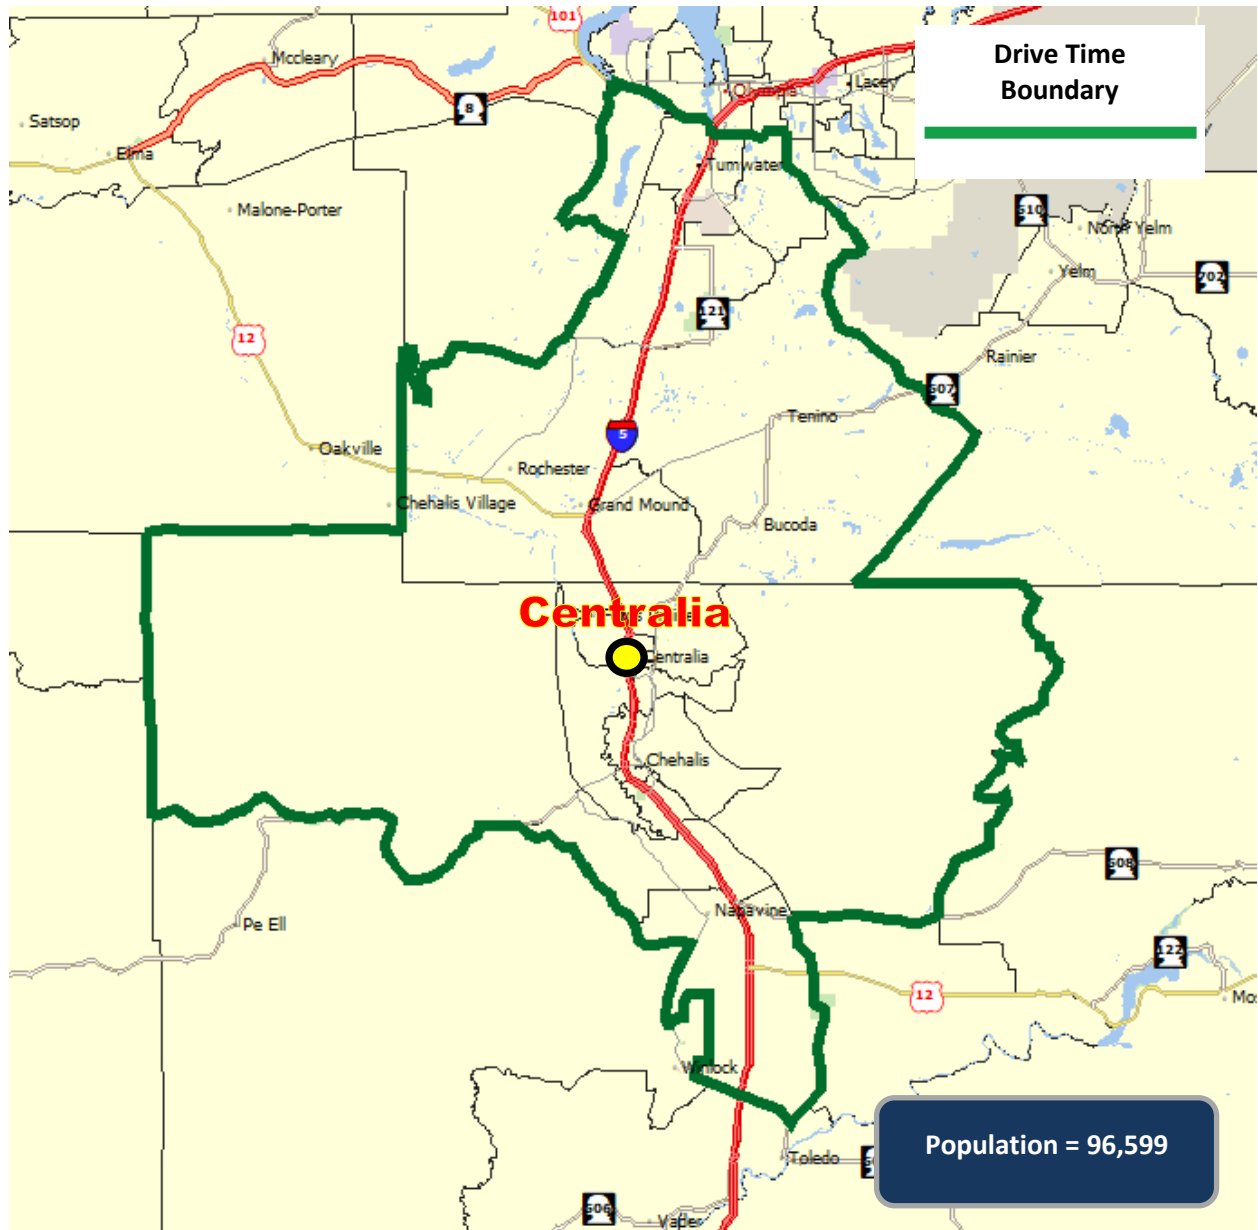 101
Drive Time
Boundary
Mccleary
Olympia
Lacey
8
Satsop
Elma
Tumwater
Malone-Porter
510
North Yelm
Yelm
702
121
12
Rainier
507
Tenino
5
Oakville
Rochester
Chehalis Village
Grand Mound
Bucoda
Centralia
Centralia
Chehalis
508
Napavine
Pe Ell
122
12
Winlock
Population = 96,599
Toledo
506
Vader